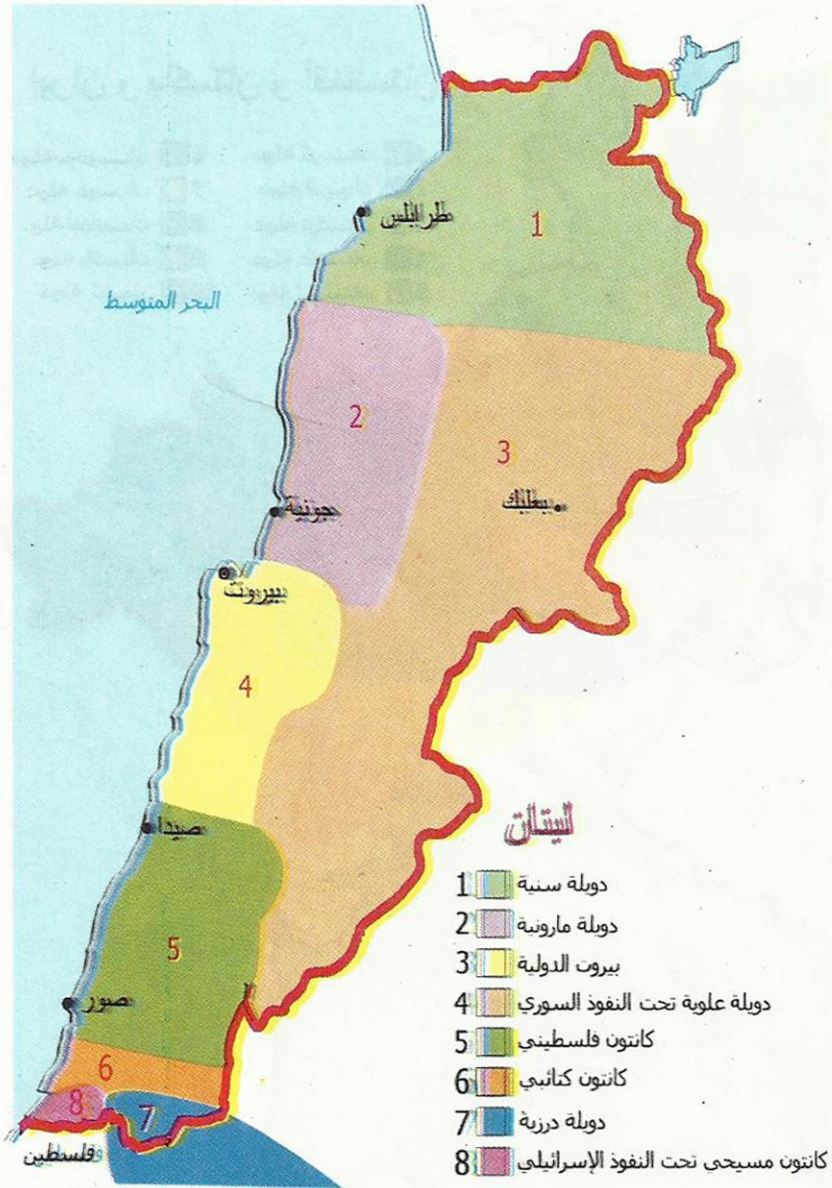 طرابلس
1
البحر المتوسط
2
3
جونية
بعلبك
بيروت
4
صيدا
5
صور
6
8
7
فلسطين
لبنان
1 دويلة سنية
2 دويلة مارونية
3 بيروت الدولية
4 دويلة علوية تحت النفوذ السوري
5 كانتون فلسطيني
6 كانتون كتائبي
7 دويلة درزية
8 كانتون مسيحي تحت النفوذ الإسرائيلي